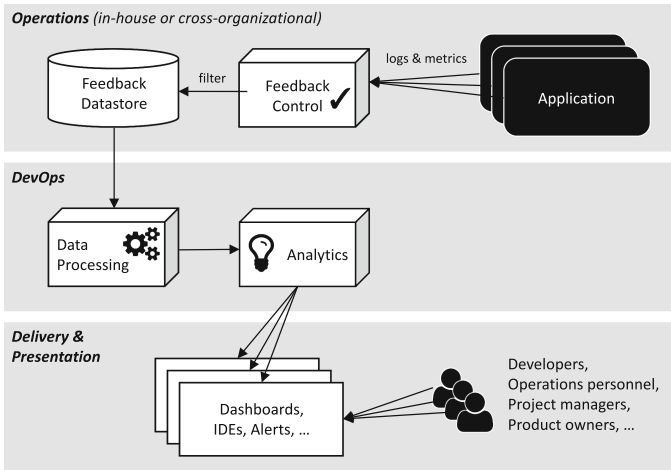 Operations (in-house or cross-organizational)
logs & metrics
filter
Feedback
Datastore
Feedback
Control
Application
DevOps
Data
Processing
Analytics
Delivery &
Presentation
Dashboards,
IDEs, Alerts, ...
Developers,
Operations personnel,
Project managers,
Product owners, ...